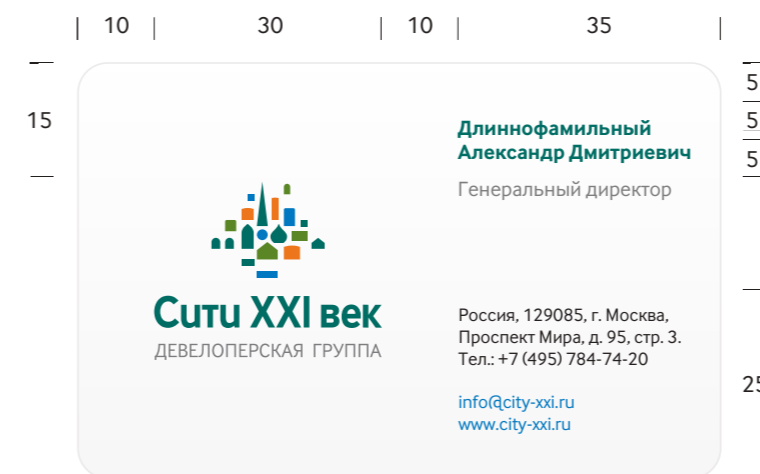 10 30 10 35
15
5
5
5
25
Длиннофамильный
Александр Дмитриевич
Генеральный директор
Сити XXI век
ДЕВЕЛОПЕРСКАЯ ГРУППА
Россия, 129085, г. Москва,
Проспект Мира, д. 95, стр. 3.
Тел.: +7 (495) 784-74-20
info@city-xxi.ru
www.city-xxi.ru